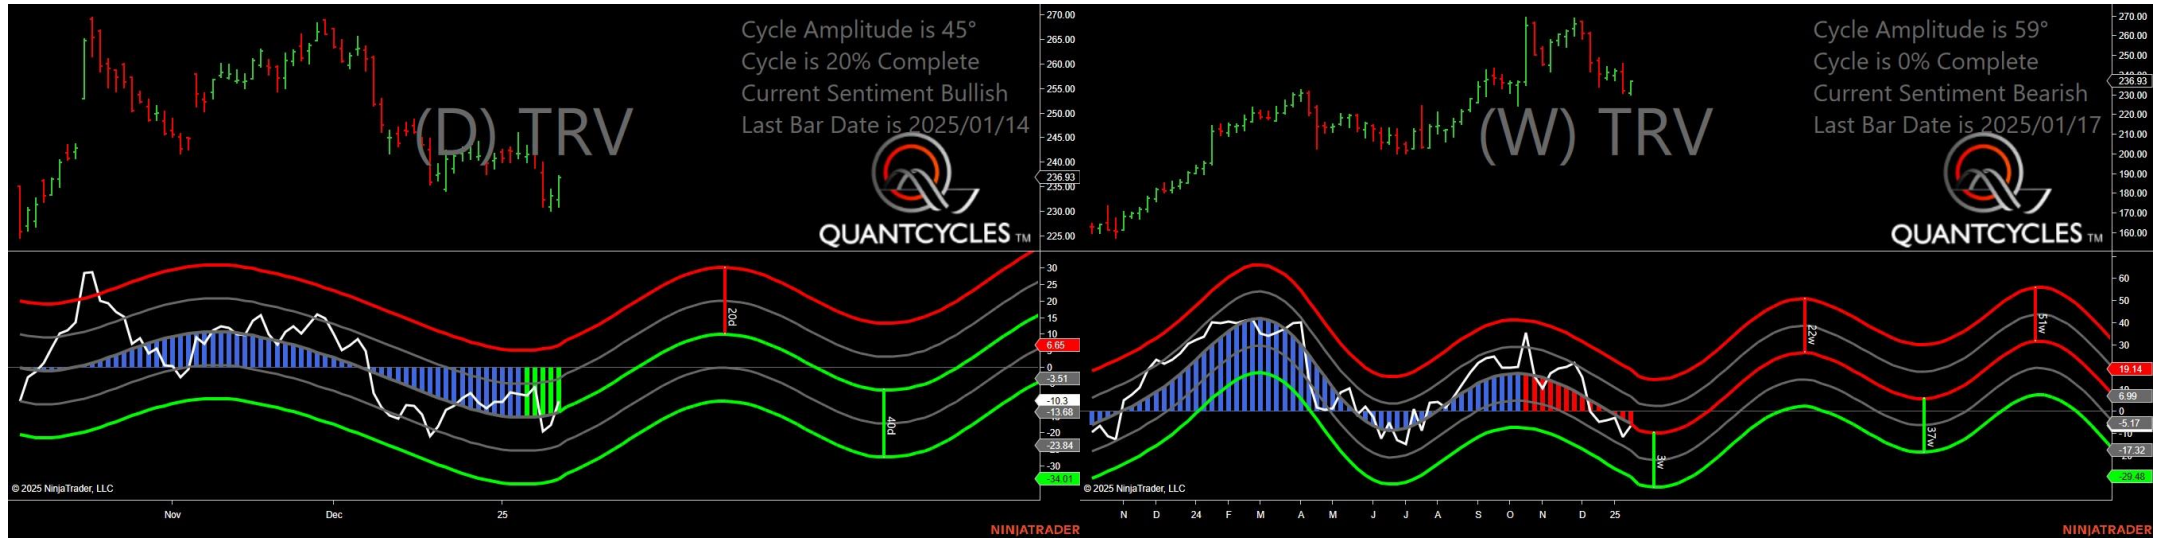 Cycle Amplitude is 45°
Cycle is 20% Complete
Current Sentiment Bullish
Last Bar Date is 2025/01/14
(D) TRV
QUANTCYCLES TM
270.00
265.00
260.00
255.00
250.00
245.00
240.00
236.93
235.00
230.00
225.00
30
25
20
15
10
6.65
0
-3.51
-10.3
-13.68
-20
-23.84
-30
-34.01
20d
40d
© 2025 NinjaTrader, LLC
Nov
Dec
25
NINJATRADER
Cycle Amplitude is 59°
Cycle is 0% Complete
Current Sentiment Bearish
Last Bar Date is 2025/01/17
(W) TRV
QUANTCYCLES TM
270.00
260.00
250.00
236.93
230.00
220.00
210.00
200.00
190.00
180.00
170.00
160.00
60
50
40
30
19.14
6.99
0
-5.17
-10
-17.32
-29.48
22w
51w
3w
37w
© 2025 NinjaTrader, LLC
N D 24 F M A M J J A S O N D 25
NINJATRADER